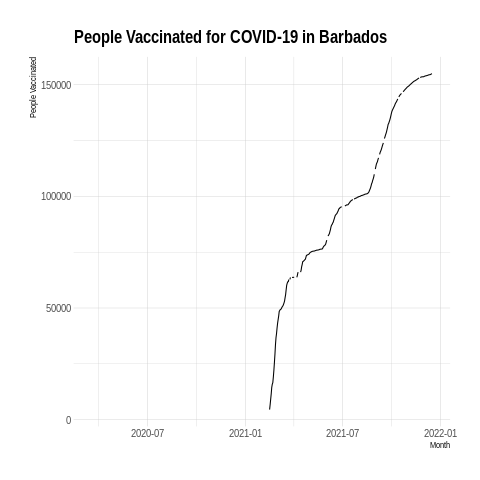 People Vaccinated for COVID-19 in Barbados
People Vaccinated
150000
100000
50000
0
2020-07 2021-01 2021-07 2022-01
Month